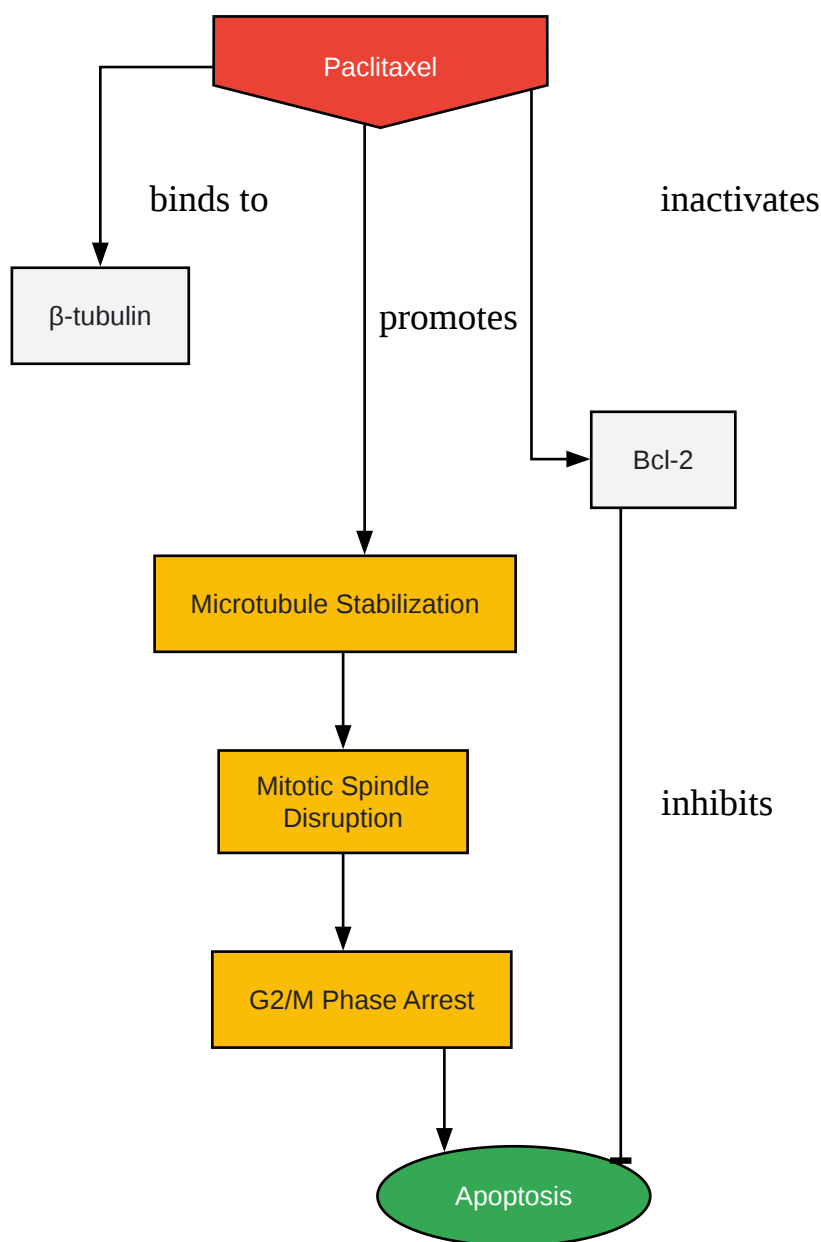 Paclitaxel
binds to
inactivates
β-tubulin
promotes
Bcl-2
Microtubule Stabilization
Mitotic Spindle
Disruption
inhibits
G2/M Phase Arrest
Apoptosis